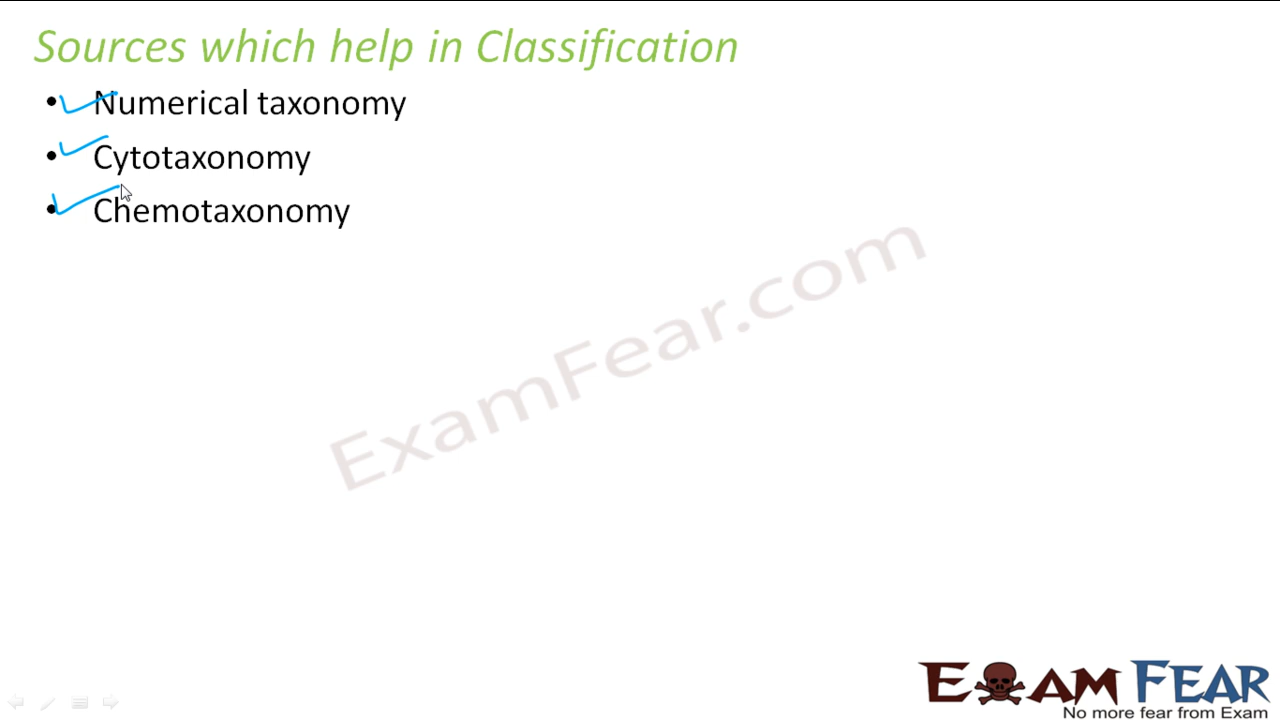 Sources which help in Classification
• Numerical taxonomy
• Cytotaxonomy
• Chemotaxonomy
ExamFear.com
EXAM FEAR
No more fear from Exam